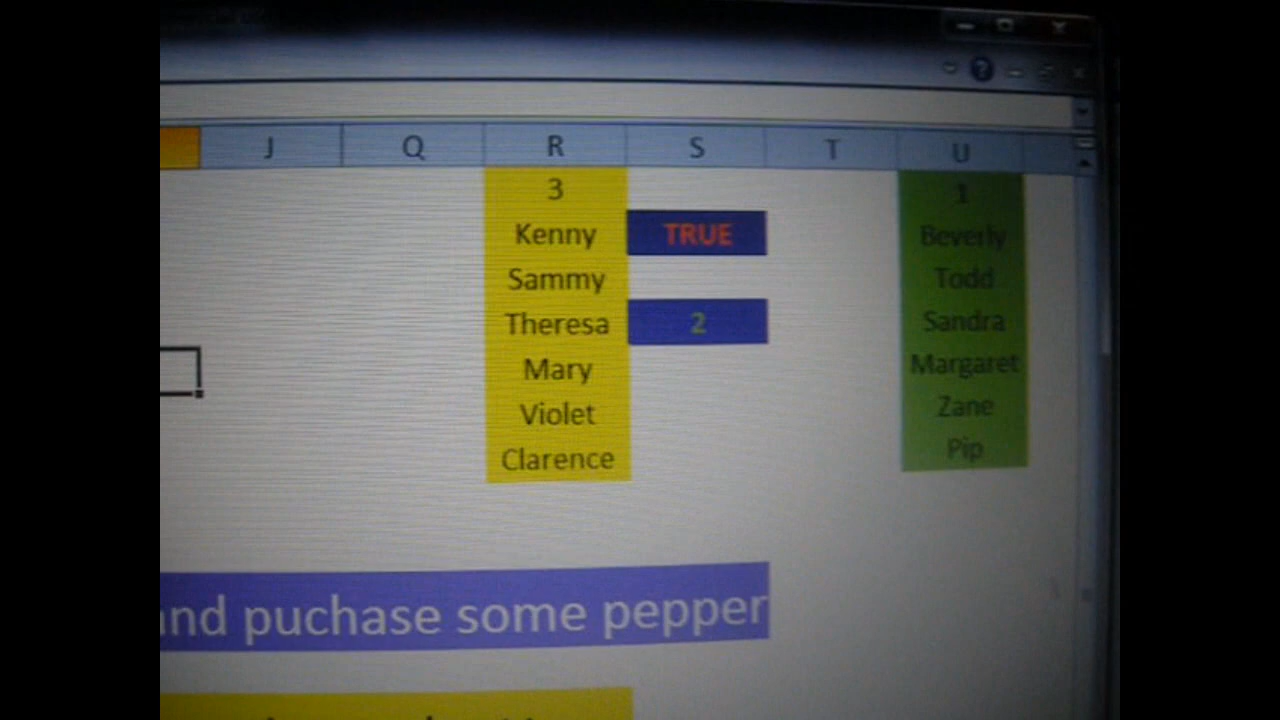 J Q R S T U
3 1
Kenny TRUE Beverly
Sammy Todd
Theresa 2 Sandra
Mary Margaret
Violet Zane
Clarence Pip
and puchase some pepper